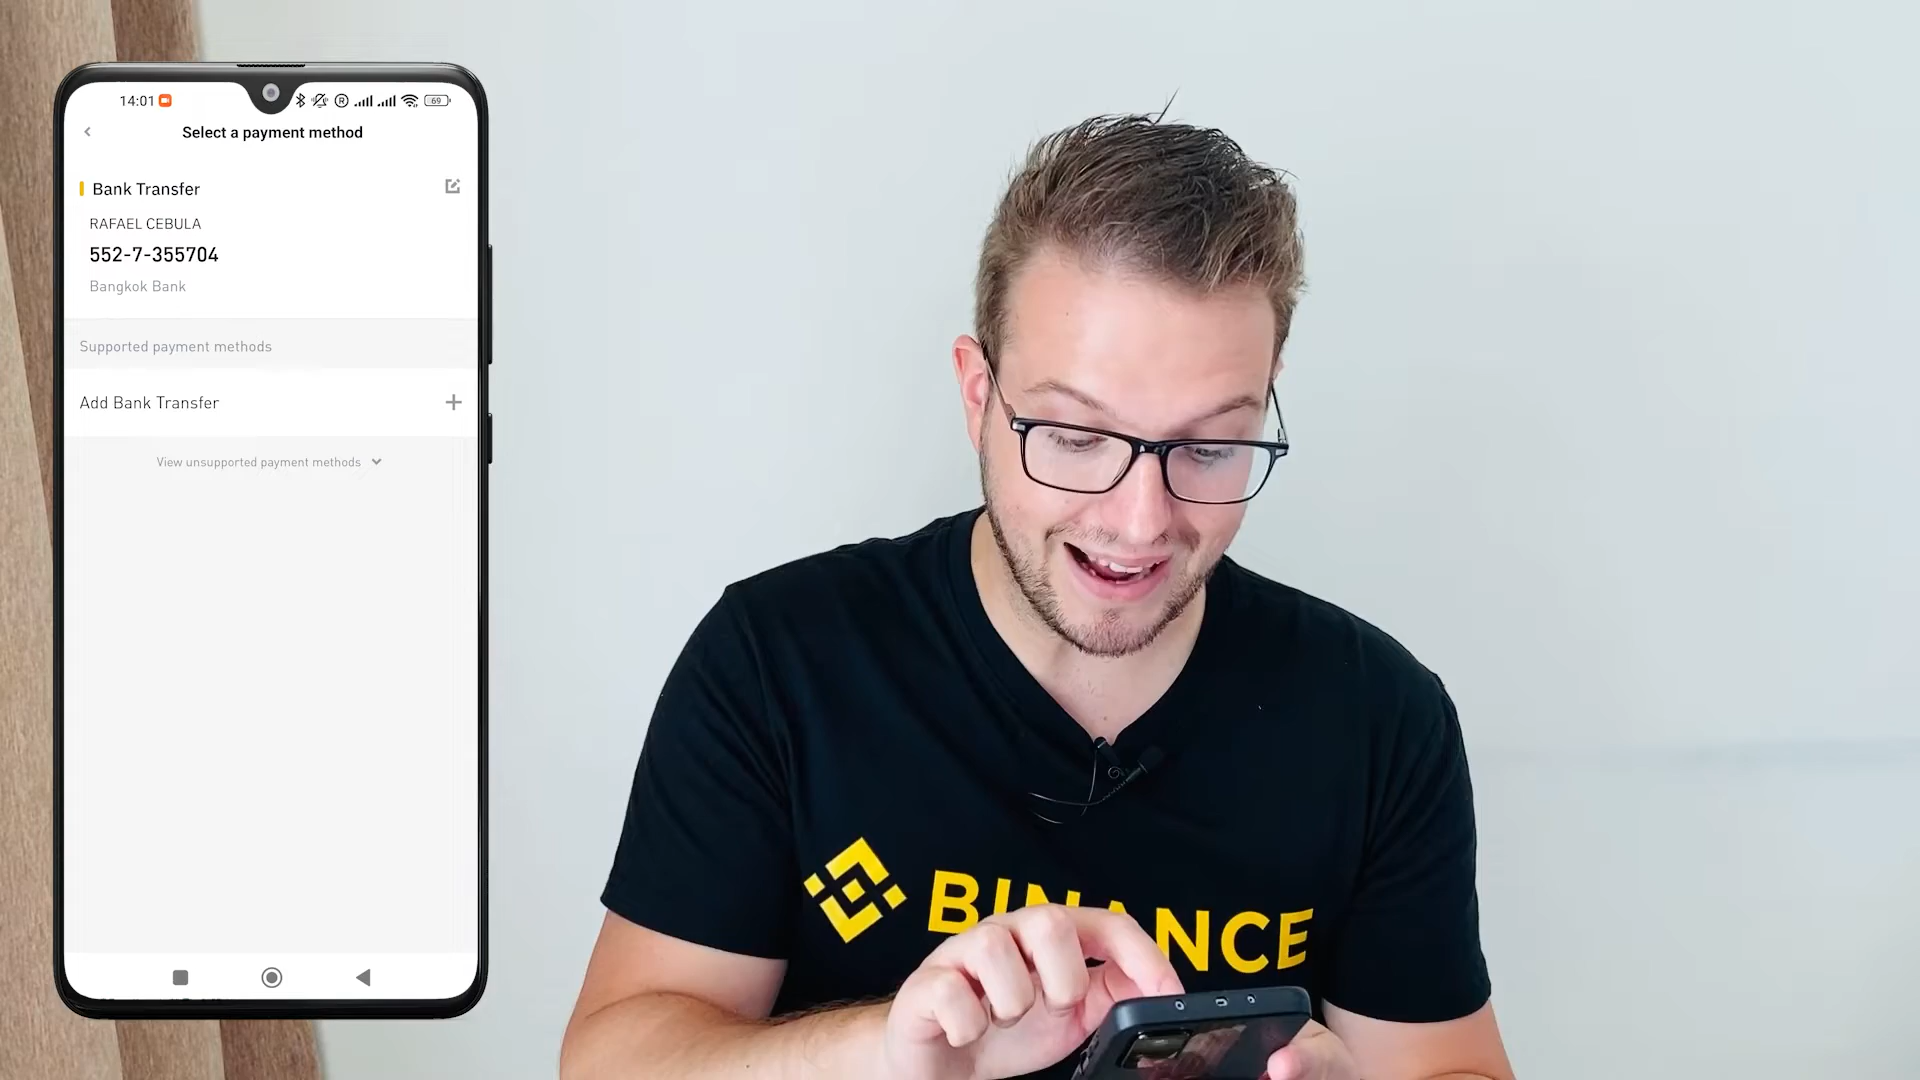 14:01
69
Select a payment method
Bank Transfer
RAFAEL CEBULA
552-7-355704
Bangkok Bank
Supported payment methods
Add Bank Transfer
View unsupported payment methods
BINANCE